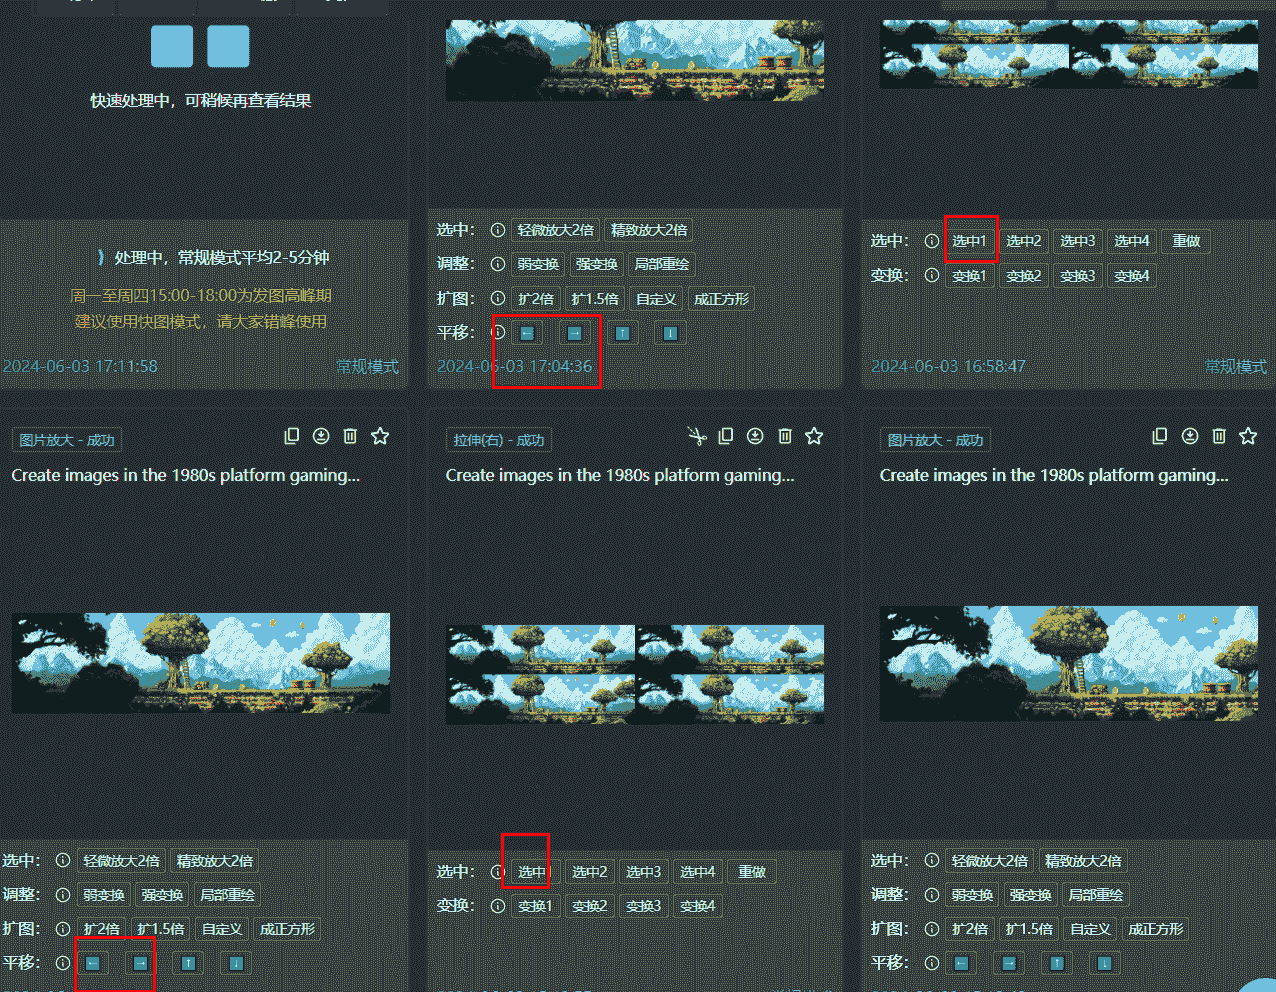 快速处理中，可稍候再查看结果
处理中，常规模式平均2-5分钟
周一至周四15:00-18:00为发图高峰期
建议使用快图模式，请大家错峰使用
2024-06-03 17:11:58 常规模式
选中： 轻微放大2倍 精致放大2倍
调整： 弱变换 强变换 局部重绘
扩图： 扩2倍 扩1.5倍 自定义 成正方形
平移： ← → ↑ ↓
2024-06-03 17:04:36
选中： 选中1 选中2 选中3 选中4 重做
变换： 变换1 变换2 变换3 变换4
2024-06-03 16:58:47 常规模式
图片放大 - 成功
Create images in the 1980s platform gaming...
选中： 轻微放大2倍 精致放大2倍
调整： 弱变换 强变换 局部重绘
扩图： 扩2倍 扩1.5倍 自定义 成正方形
平移： ← → ↑ ↓
拉伸(右) - 成功
Create images in the 1980s platform gaming...
选中： 选中1 选中2 选中3 选中4 重做
变换： 变换1 变换2 变换3 变换4
图片放大 - 成功
Create images in the 1980s platform gaming...
选中： 轻微放大2倍 精致放大2倍
调整： 弱变换 强变换 局部重绘
扩图： 扩2倍 扩1.5倍 自定义 成正方形
平移： ← → ↑ ↓